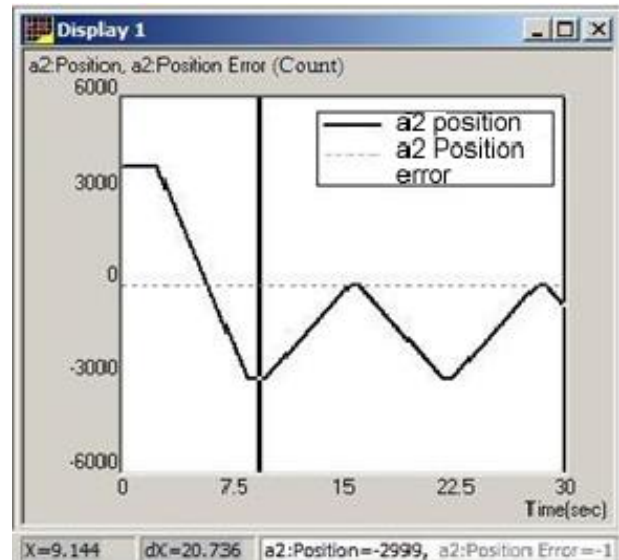 Display 1
a2:Position, a2:Position Error (Count)
6000
3000
0
-3000
-6000
a2 position
a2 Position
error
0 7.5 15 22.5 30
Time(sec)
X=9.144 dX=20.736 a2:Position=-2999, a2:Position Error=-1